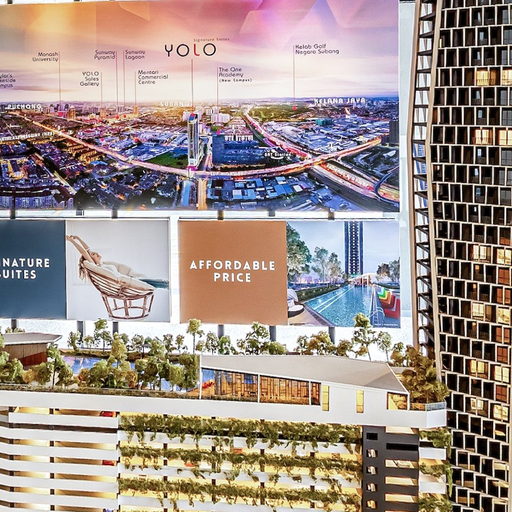 Signature Suites
YOLO
Monash
University
Sunway
Pyramid
Sunway
Lagoon
Kelab Golf
Negara Subang
YOLO
Sales
Gallery
Mentari
Commercial
Centre
The One
Academy
(New Campus)
PUCHONG
SUBANG
KELANA JAYA
NATURE
SUITES
AFFORDABLE
PRICE